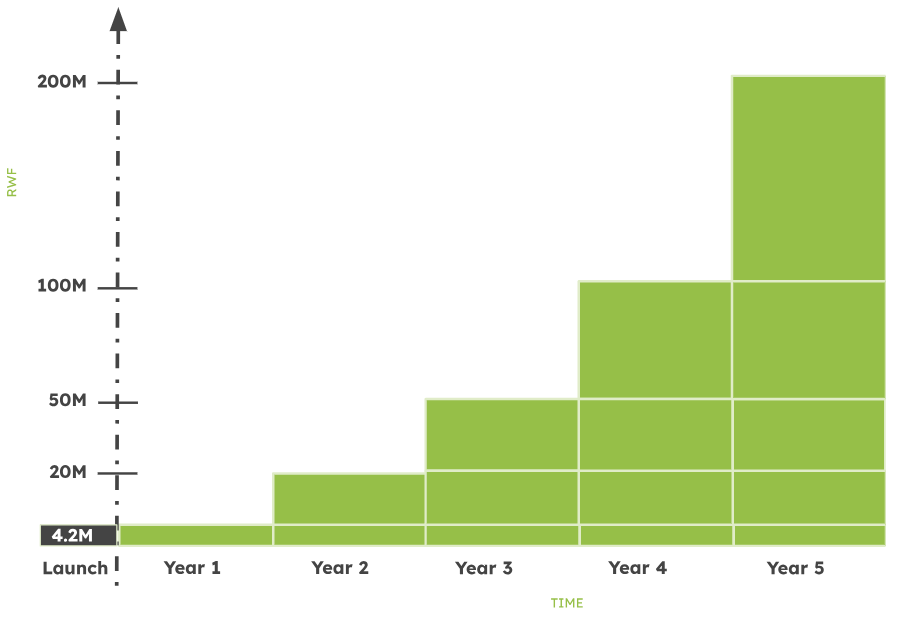 200M
RWF
100M
50M
20M
4.2M
Launch
Year 1
Year 2
Year 3
Year 4
Year 5
TIME